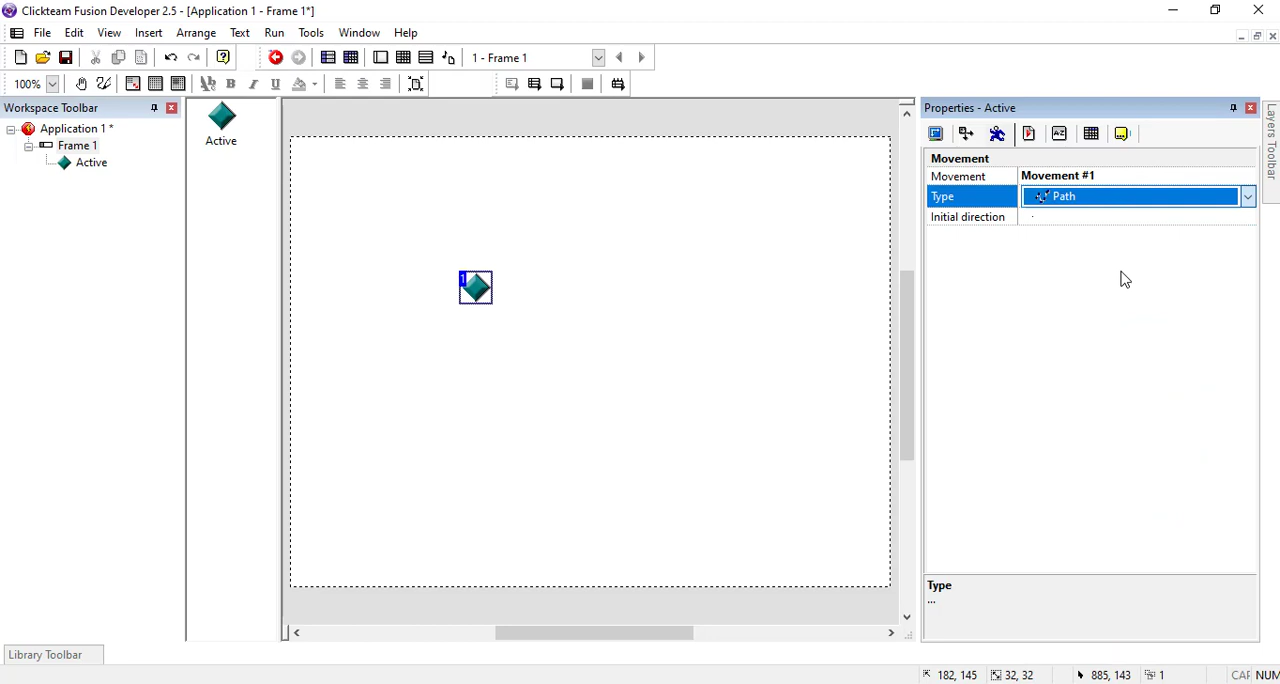 Clickteam Fusion Developer 2.5 - [Application 1 - Frame 1*]
File Edit View Insert Arrange Text Run Tools Window Help
1 - Frame 1
100%
Workspace Toolbar
Application 1 *
Frame 1
Active
Active
1
Properties - Active
Movement
Movement Movement #1
Type Path
Initial direction
Type
...
Layers Toolbar
Library Toolbar
182, 145 32, 32 885, 143 1 CAP NUM